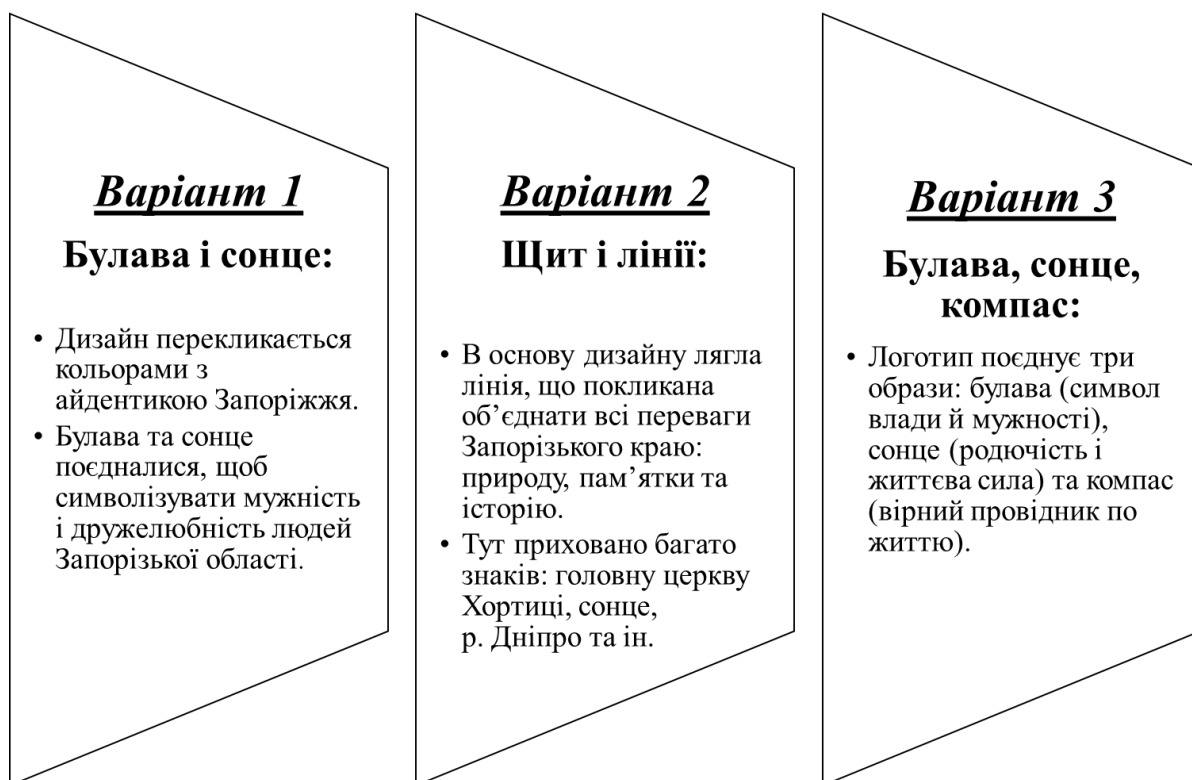 Варіант 1
Булава і сонце:
• Дизайн перекликається
кольорами з
айдентикою Запоріжжя.
• Булава та сонце
поєдналися, щоб
символізувати мужність
і дружелюбність людей
Запорізької області.
Варіант 2
Щит і лінії:
• В основу дизайну лягла
лінія, що покликана
об’єднати всі переваги
Запорізького краю:
природу, пам’ятки та
історію.
• Тут приховано багато
знаків: головну церкву
Хортиці, сонце,
р. Дніпро та ін.
Варіант 3
Булава, сонце,
компас:
• Логотип поєднує три
образи: булава (символ
влади й мужності),
сонце (родючість і
життєва сила) та компас
(вірний провідник по
життю).